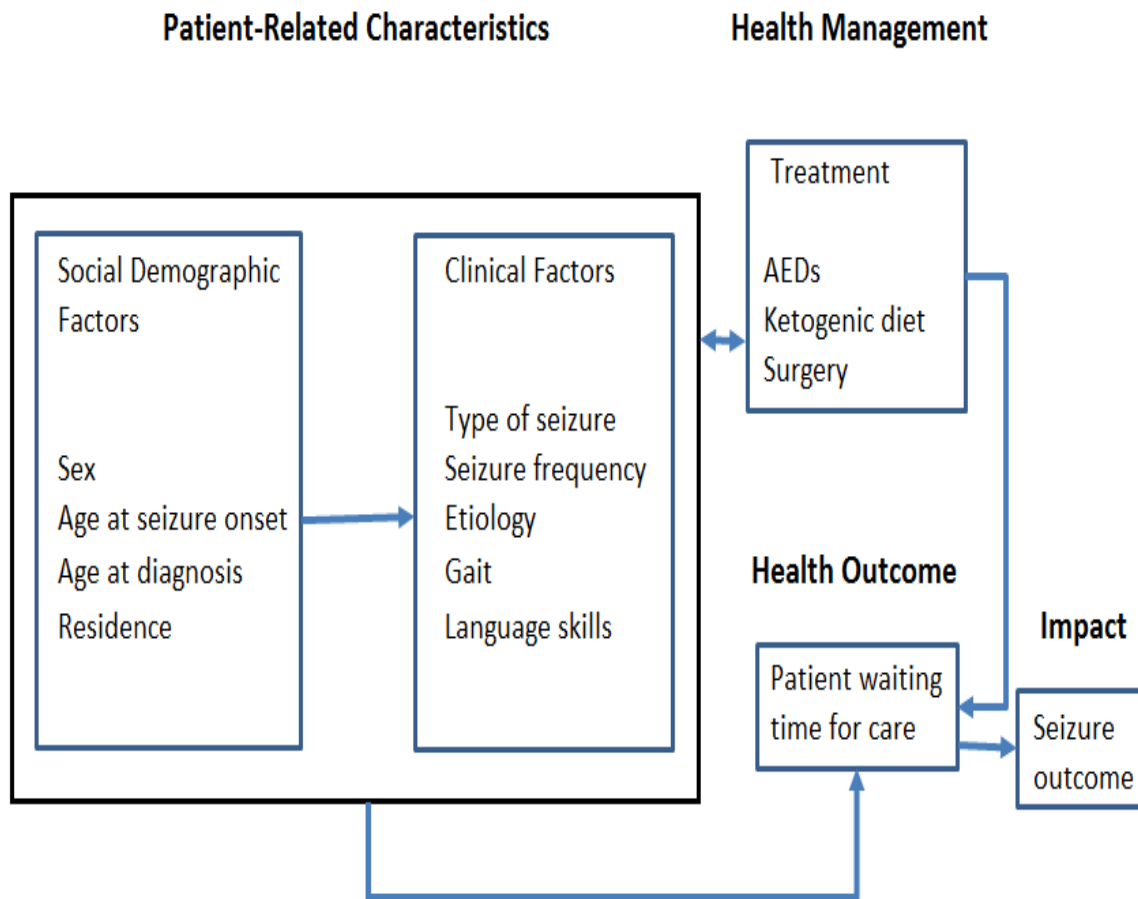 Patient-Related Characteristics
Health Management
Social Demographic
Factors
Sex
Age at seizure onset
Age at diagnosis
Residence
Clinical Factors
Type of seizure
Seizure frequency
Etiology
Gait
Language skills
Treatment
AEDs
Ketogenic diet
Surgery
Health Outcome
Patient waiting
time for care
Impact
Seizure
outcome